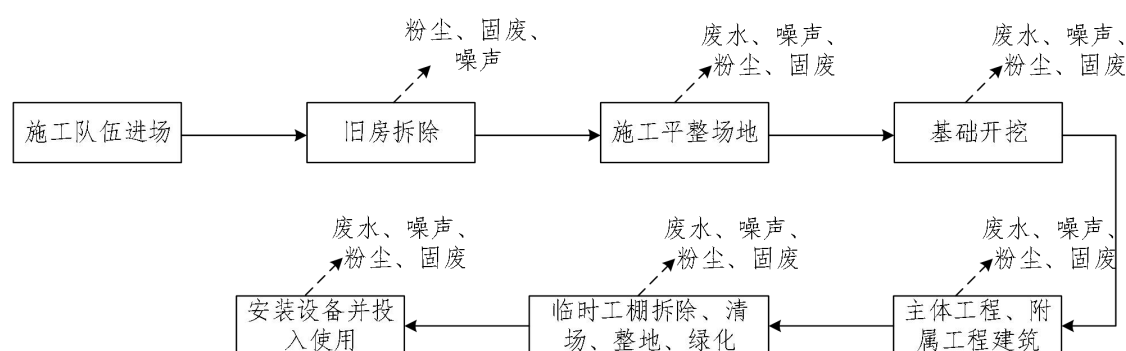 粉尘、固废、
噪声
废水、噪声、
粉尘、固废
废水、噪声、
粉尘、固废
施工队伍进场
旧房拆除
施工平整场地
基础开挖
废水、噪声、
粉尘、固废
废水、噪声、
粉尘、固废
废水、噪声、
粉尘、固废
安装设备并投
入使用
临时工棚拆除、清
场、整地、绿化
主体工程、附
属工程建筑